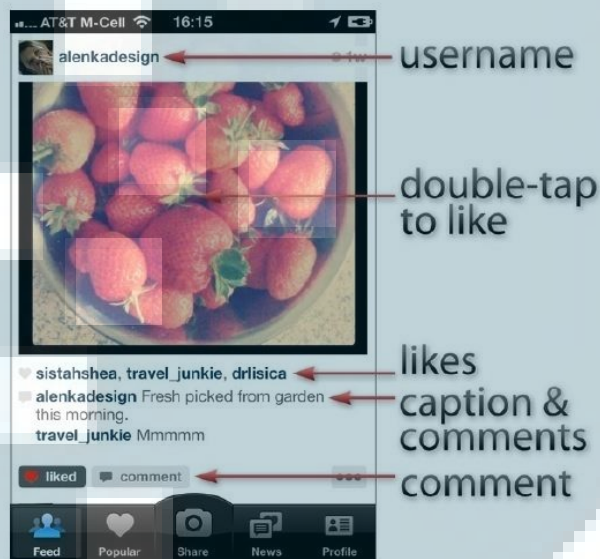 AT&T M-Cell 16:15
alenkadesign
username
double-tap
to like
sistahshea, travel_junkie, drlisica
likes
alenkadesign Fresh picked from garden
this morning.
travel_junkie Mmmmm
caption &
comments
liked comment
comment
Feed Popular Share News Profile